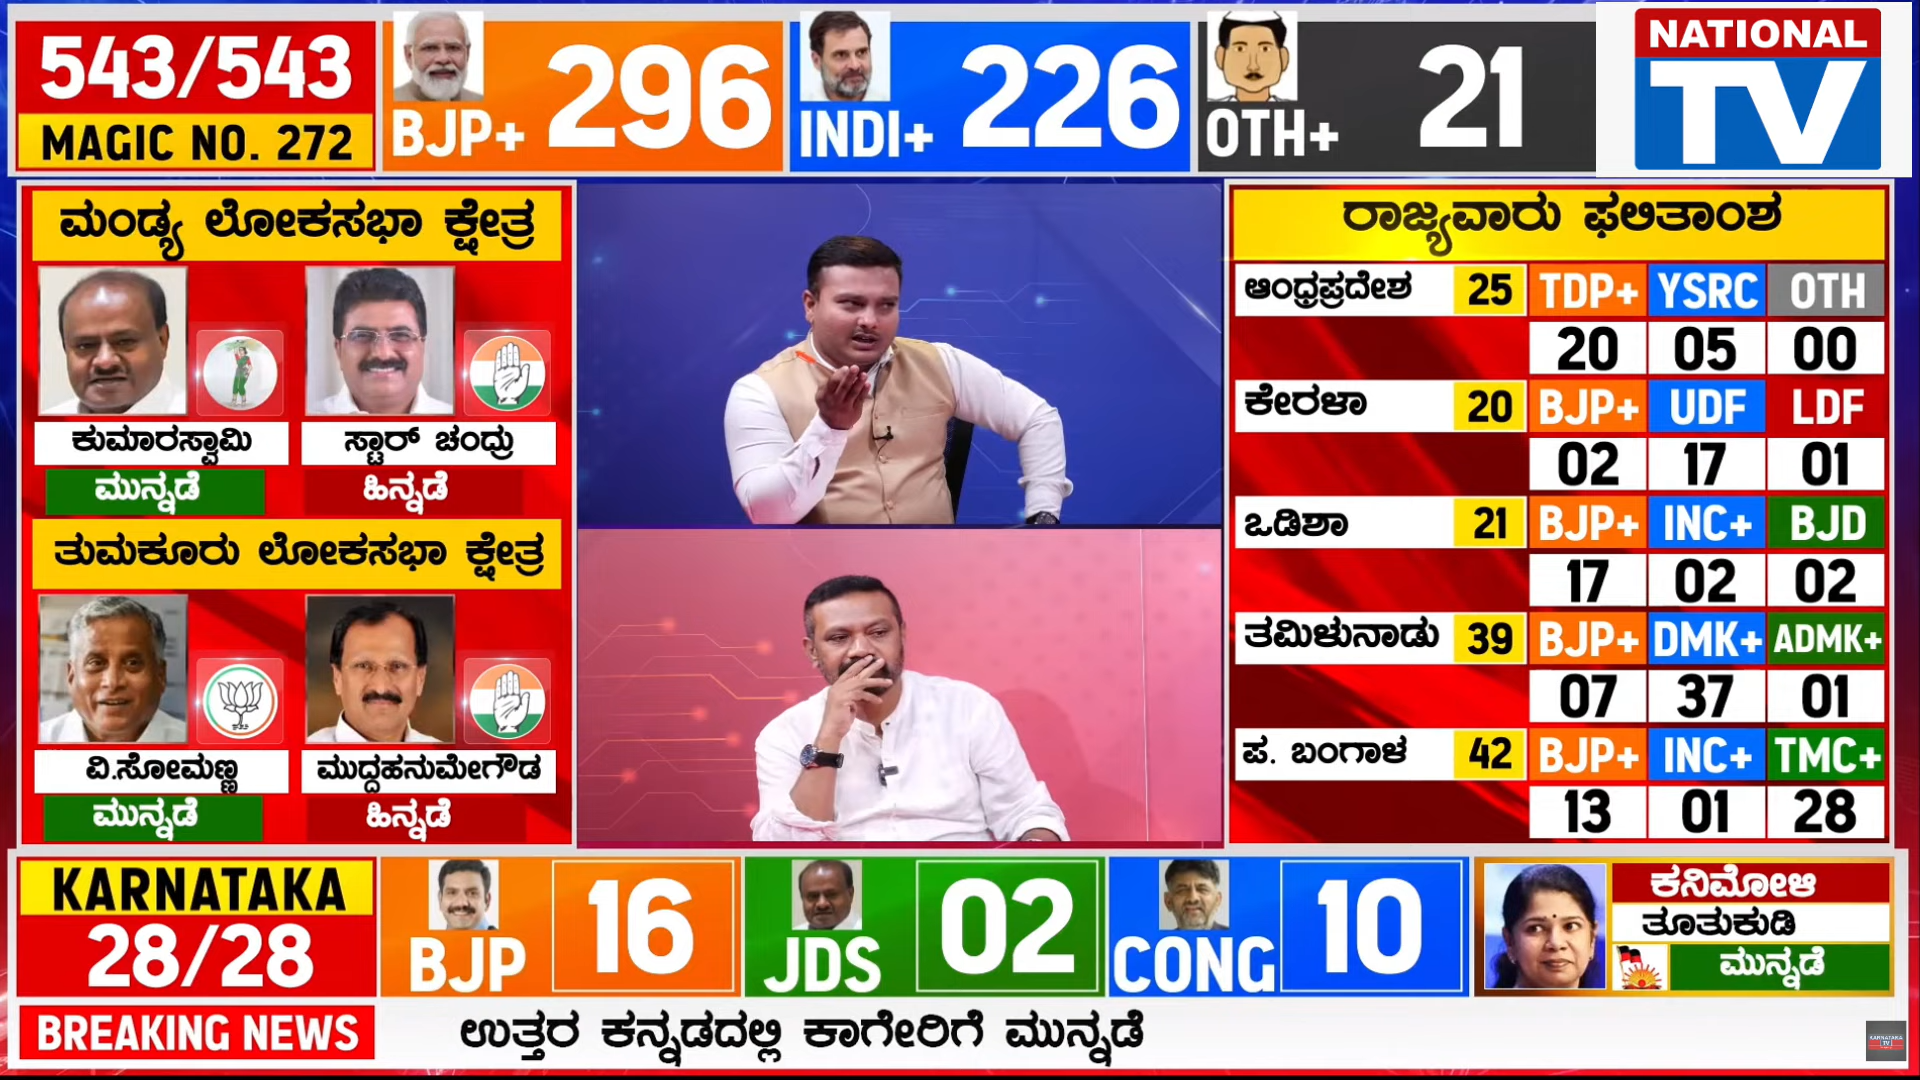 543/543
MAGIC NO. 272
BJP+ 296
INDI+ 226
OTH+ 21
NATIONAL
TV
ಮಂಡ್ಯ ಲೋಕಸಭಾ ಕ್ಷೇತ್ರ
ಕುಮಾರಸ್ವಾಮಿ ಸ್ಟಾರ್ ಚಂದ್ರು
ಮುನ್ನಡೆ ಹಿನ್ನಡೆ
ತುಮಕೂರು ಲೋಕಸಭಾ ಕ್ಷೇತ್ರ
ವಿ.ಸೋಮಣ್ಣ ಮುದ್ದಹನುಮೇಗೌಡ
ಮುನ್ನಡೆ ಹಿನ್ನಡೆ
ರಾಜ್ಯವಾರು ಫಲಿತಾಂಶ
ಆಂಧ್ರಪ್ರದೇಶ 25 TDP+ YSRC OTH
20 05 00
ಕೇರಳಾ 20 BJP+ UDF LDF
02 17 01
ಒಡಿಶಾ 21 BJP+ INC+ BJD
17 02 02
ತಮಿಳುನಾಡು 39 BJP+ DMK+ ADMK+
07 37 01
ಪ. ಬಂಗಾಳ 42 BJP+ INC+ TMC+
13 01 28
KARNATAKA
28/28
BJP 16
JDS 02
CONG 10
ಕನಿಮೋಳಿ
ತೂತುಕುಡಿ
ಮುನ್ನಡೆ
BREAKING NEWS
ಉತ್ತರ ಕನ್ನಡದಲ್ಲಿ ಕಾಗೇರಿಗೆ ಮುನ್ನಡೆ
KARNATAKA
TV